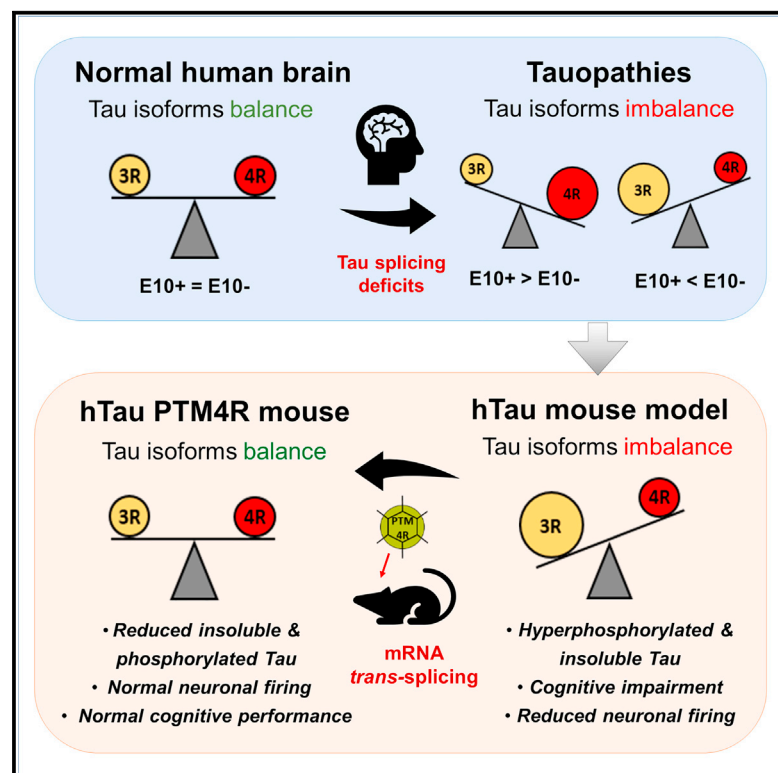 Normal human brain
Tau isoforms balance
3R
4R
E10+ = E10-
Tau splicing
deficits
Tauopathies
Tau isoforms imbalance
3R
4R
E10+ > E10-
3R
4R
E10+ < E10-
hTau PTM4R mouse
Tau isoforms balance
3R
4R
• Reduced insoluble &
phosphorylated Tau
• Normal neuronal firing
• Normal cognitive performance
PTM
4R
mRNA
trans-splicing
hTau mouse model
Tau isoforms imbalance
3R
4R
• Hyperphosphorylated &
insoluble Tau
• Cognitive impairment
• Reduced neuronal firing